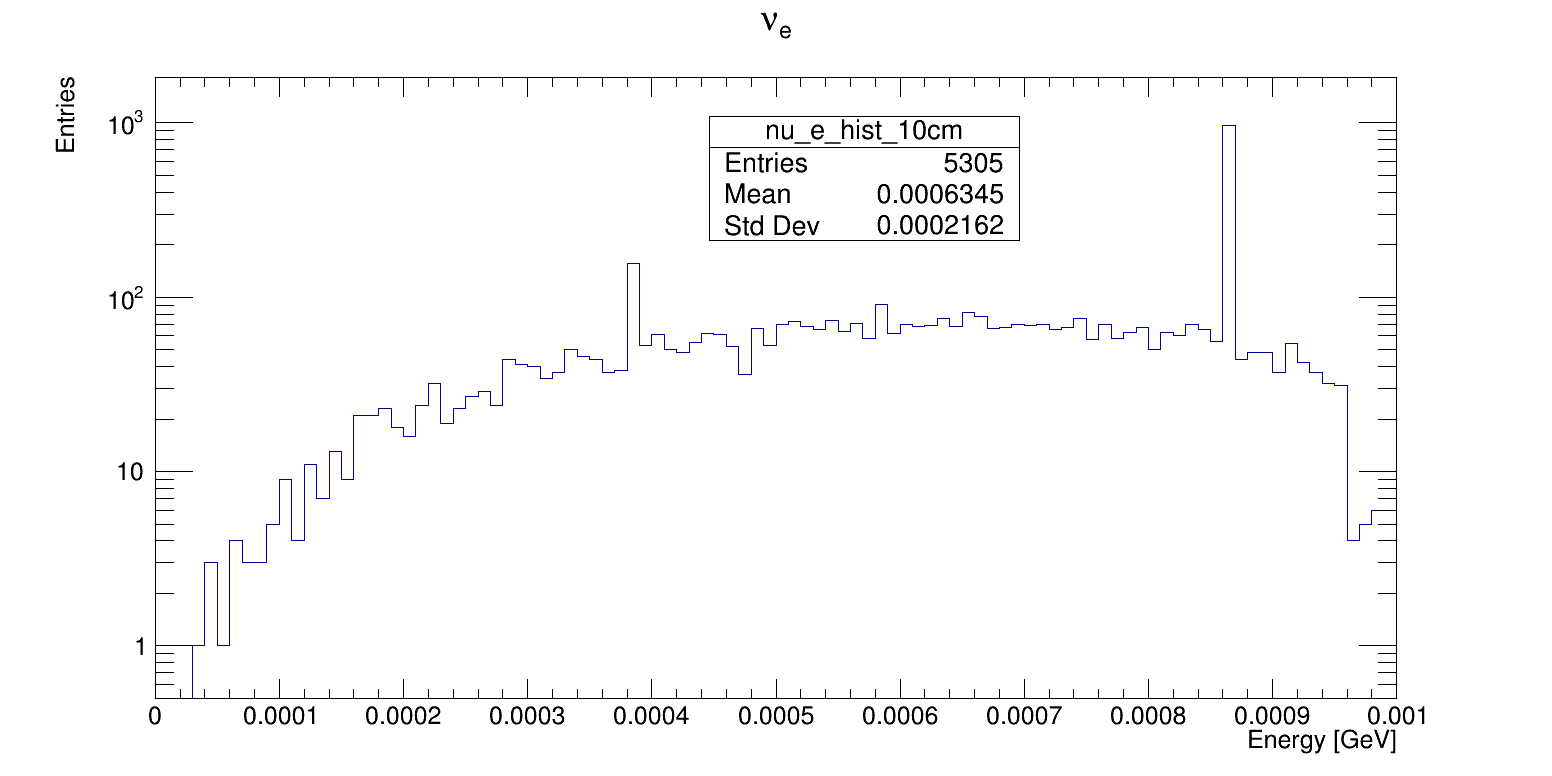 νe
Entries
10³
10²
10
1
nu_e_hist_10cm
Entries 5305
Mean 0.0006345
Std Dev 0.0002162
0 0.0001 0.0002 0.0003 0.0004 0.0005 0.0006 0.0007 0.0008 0.0009 0.001
Energy [GeV]